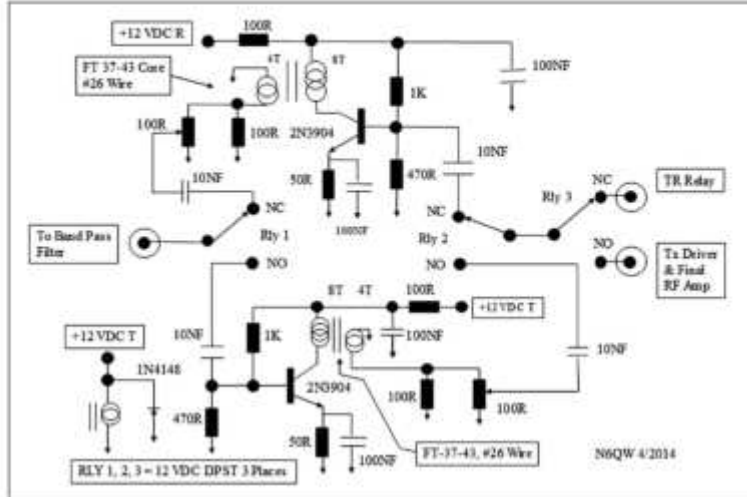 +12 VDC R
100R
4T
8T
FT 37-43 Core
#26 Wire
100NF
1K
100R
100R
2N3904
10NF
50R
470R
10NF
100NF
NC
Rly 3
NC
TR Relay
NC
To Band Pass
Filter
Rly 1
Rly 2
NO
NO
NO
Tx Driver
& Final
RF Amp
8T
4T
100R
+12 VDC T
+12 VDC T
10NF
1K
100NF
10NF
1N4148
2N3904
100R
100R
470R
50R
100NF
FT-37-43, #26 Wire
N6QW 4/2014
RLY 1, 2, 3 = 12 VDC DPST 3 Places